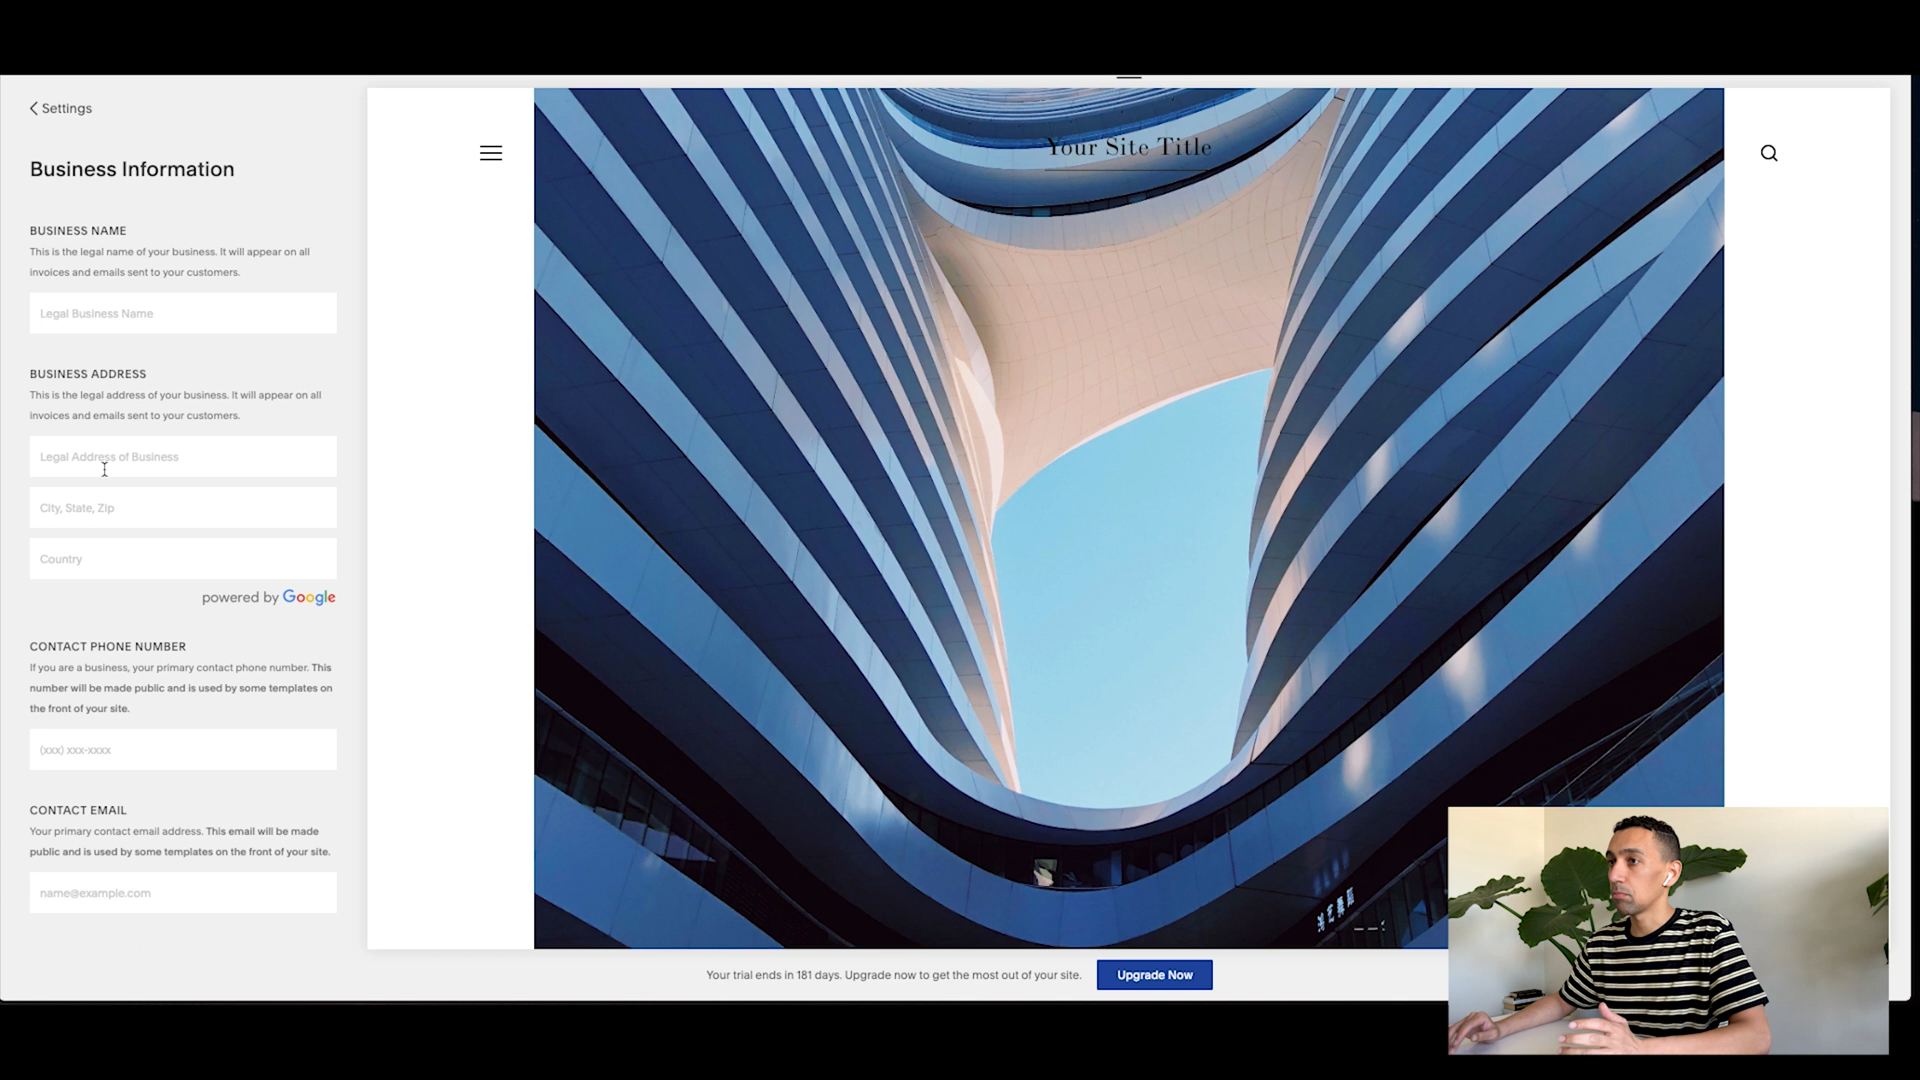 Settings
Business Information
BUSINESS NAME
This is the legal name of your business. It will appear on all
invoices and emails sent to your customers.
Legal Business Name
BUSINESS ADDRESS
This is the legal address of your business. It will appear on all
invoices and emails sent to your customers.
Legal Address of Business
City, State, Zip
Country
powered by Google
CONTACT PHONE NUMBER
If you are a business, your primary contact phone number. This
number will be made public and is used by some templates on
the front of your site.
(xxx) xxx-xxxx
CONTACT EMAIL
Your primary contact email address. This email will be made
public and is used by some templates on the front of your site.
name@example.com
Your Site Title
Your trial ends in 181 days. Upgrade now to get the most out of your site.
Upgrade Now